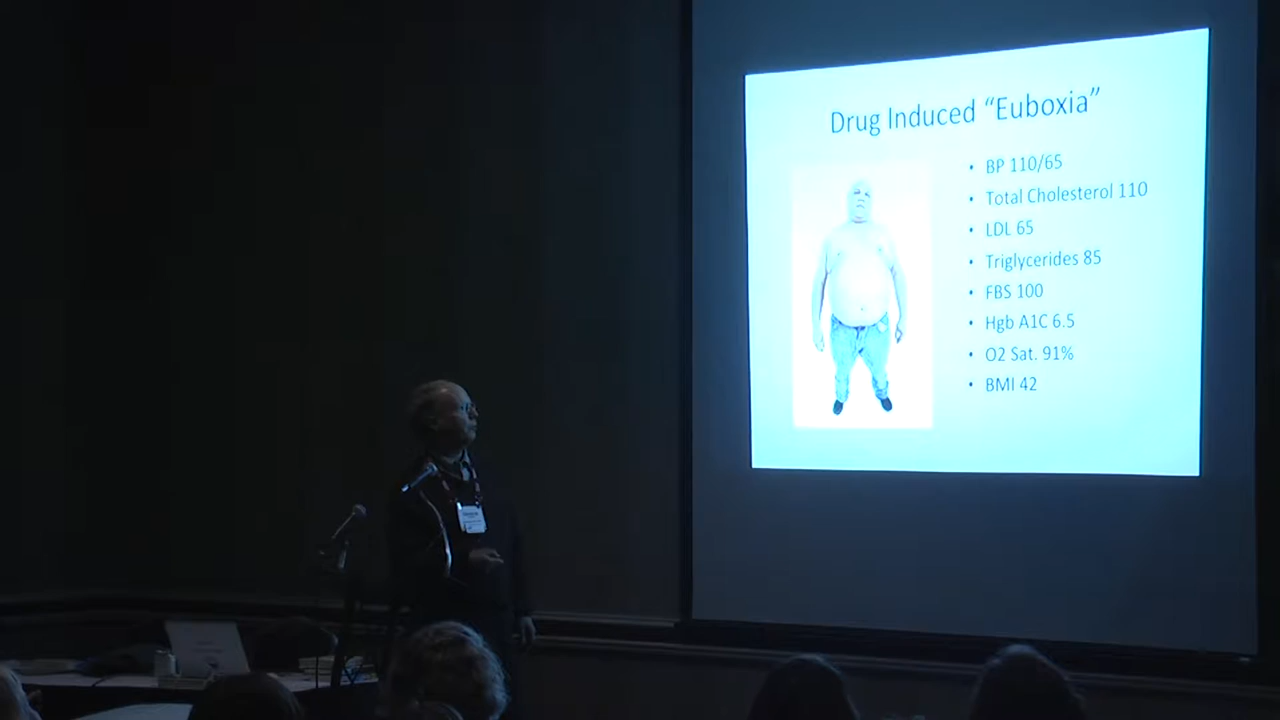 Drug Induced “Euboxia”
• BP 110/65
• Total Cholesterol 110
• LDL 65
• Triglycerides 85
• FBS 100
• Hgb A1C 6.5
• O2 Sat. 91%
• BMI 42